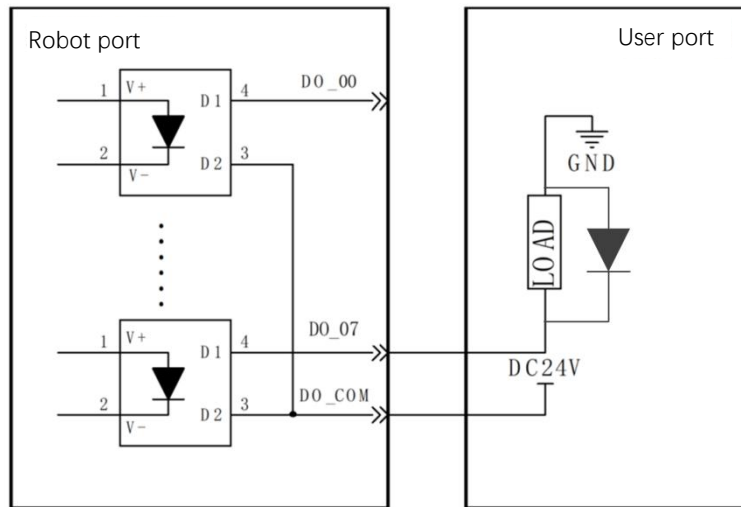 Robot port
User port
DO_00
1
V+
D1
4
2
V-
D2
3
GND
LOAD
DO_07
1
V+
D1
4
DC24V
DO_COM
2
V-
D2
3